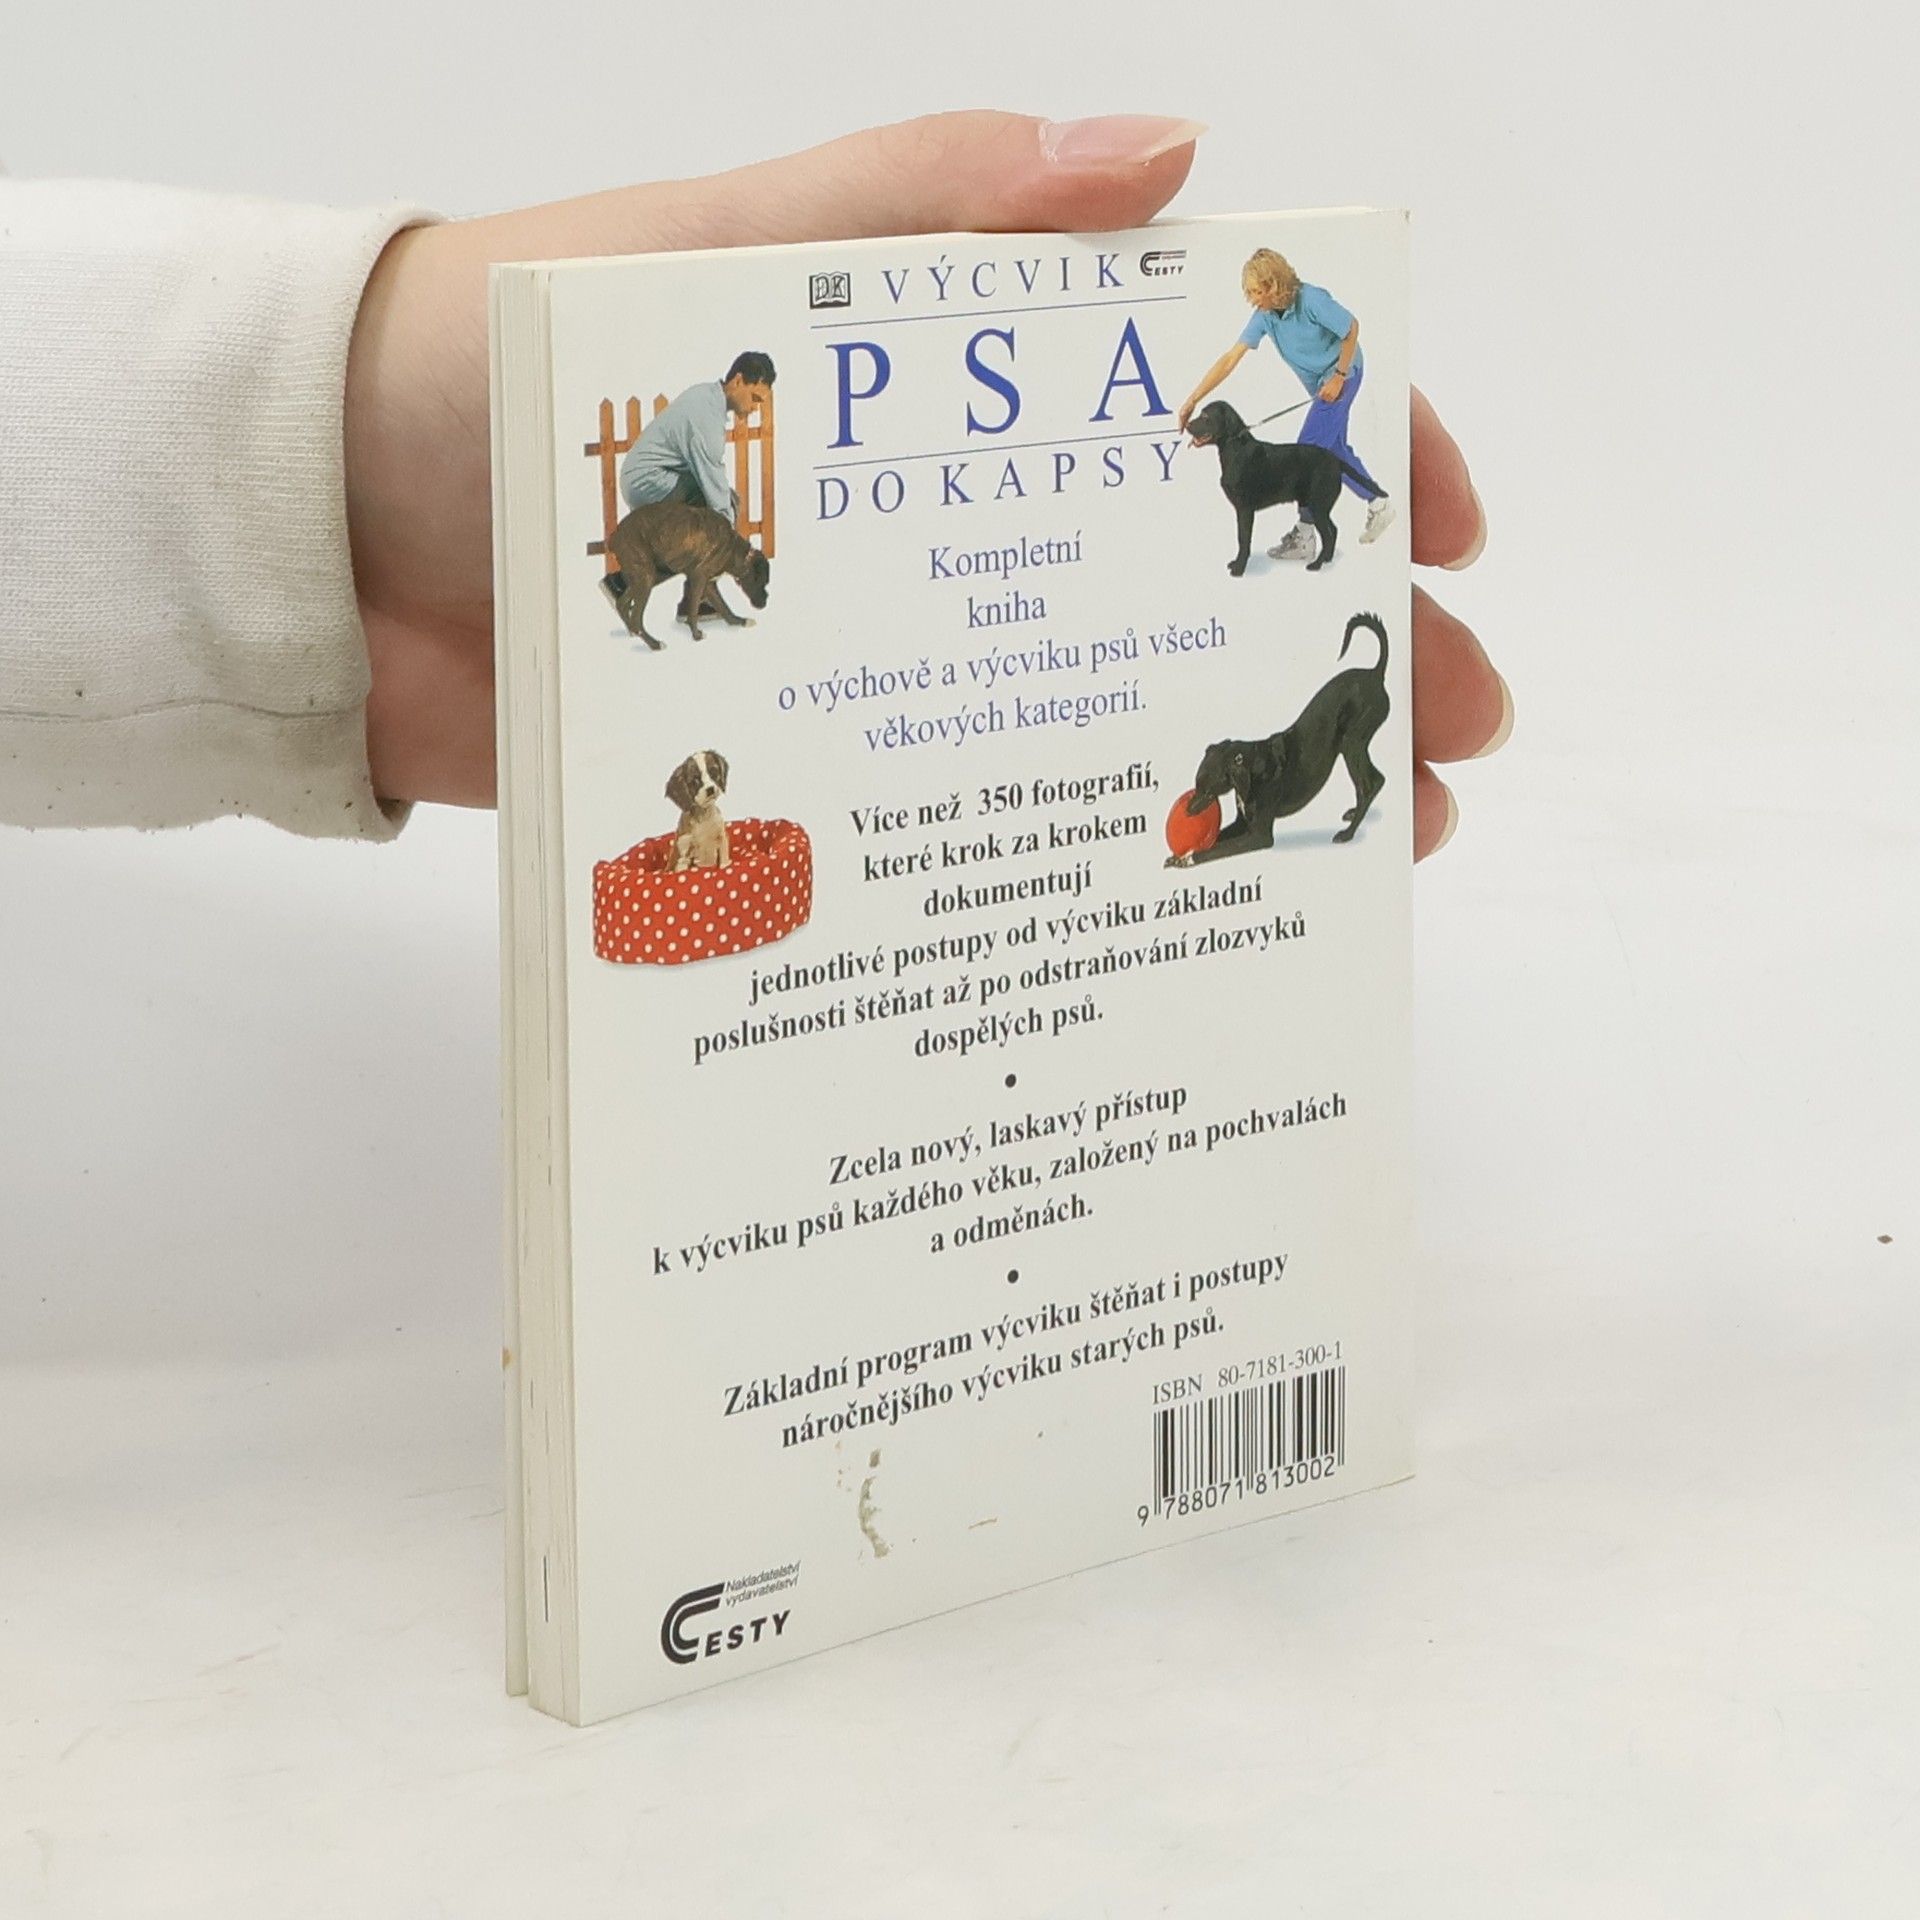 DK VÝCVIK CESTY
PSA
DO KAPSY
Kompletní
kniha
o výchově a výcviku psů všech
věkových kategorií.
Více než 350 fotografií,
které krok za krokem
dokumentují
jednotlivé postupy od výcviku základní
poslušnosti štěňat až po odstraňování zlozvyků
dospělých psů.
•
Zcela nový, laskavý přístup
k výcviku psů každého věku, založený na pochvalách
a odměnách.
•
Základní program výcviku štěňat i postupy
náročnějšího výcviku starých psů.
ISBN 80-7181-300-1
9 788071 813002
Nakladatelství
vydavatelství
CESTY